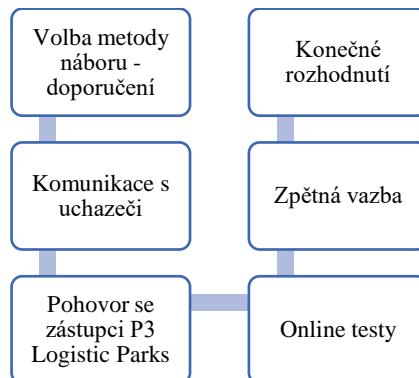 Volba metody
náboru -
doporučení
Komunikace s
uchazeči
Pohovor se
zástupci P3
Logistic Parks
Online testy
Zpětná vazba
Konečné
rozhodnutí